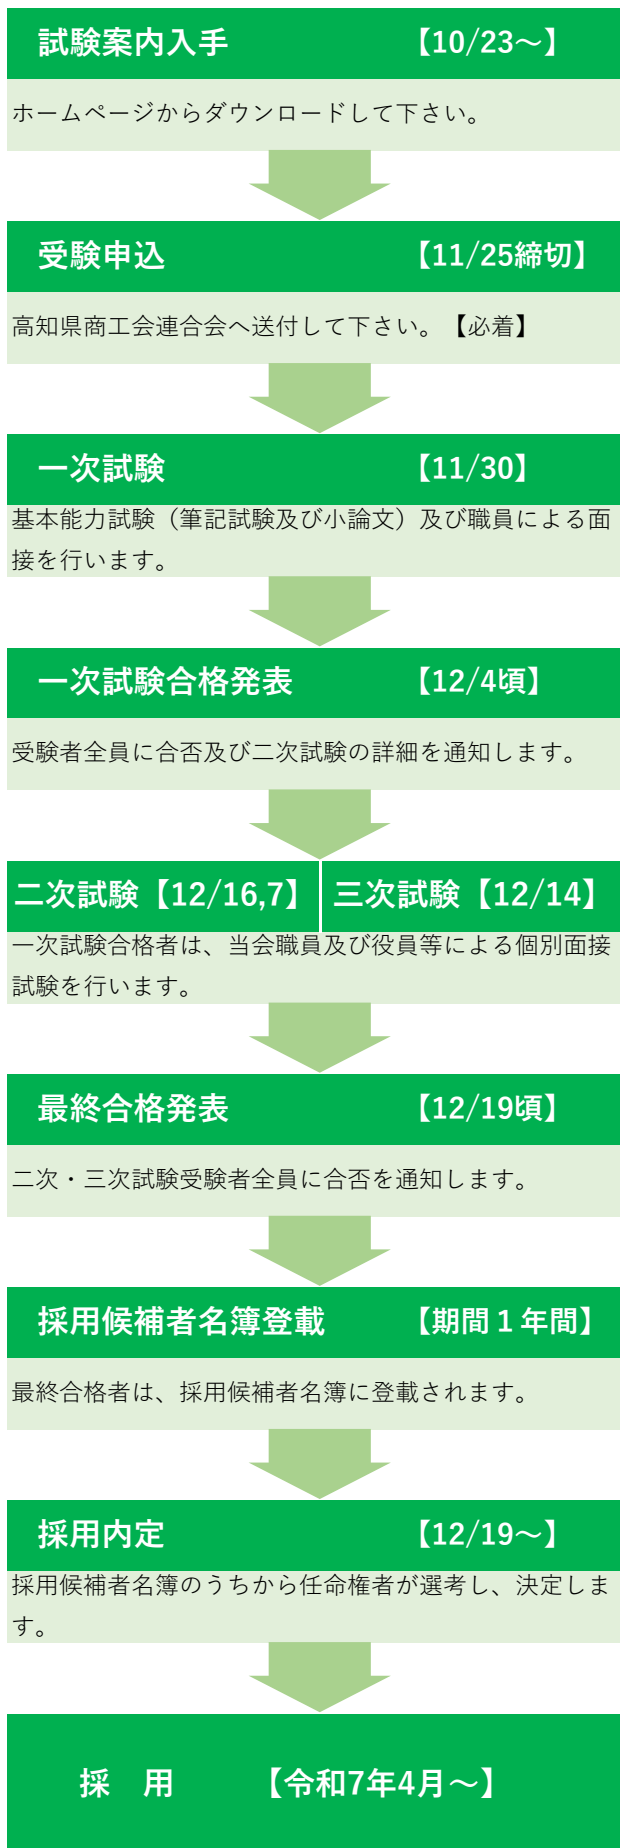 試験案内入手 【10/23～】
ホームページからダウンロードして下さい。
受験申込 【11/25締切】
高知県商工会連合会へ送付して下さい。【必着】
一次試験 【11/30】
基本能力試験（筆記試験及び小論文）及び職員による面
接を行います。
一次試験合格発表 【12/4頃】
受験者全員に合否及び二次試験の詳細を通知します。
二次試験【12/16,7】 三次試験【12/14】
一次試験合格者は、当会職員及び役員等による個別面接
試験を行います。
最終合格発表 【12/19頃】
二次・三次試験受験者全員に合否を通知します。
採用候補者名簿登載 【期間１年間】
最終合格者は、採用候補者名簿に登載されます。
採用内定 【12/19～】
採用候補者名簿のうちから任命権者が選考し、決定しま
す。
採　用 【令和7年4月～】